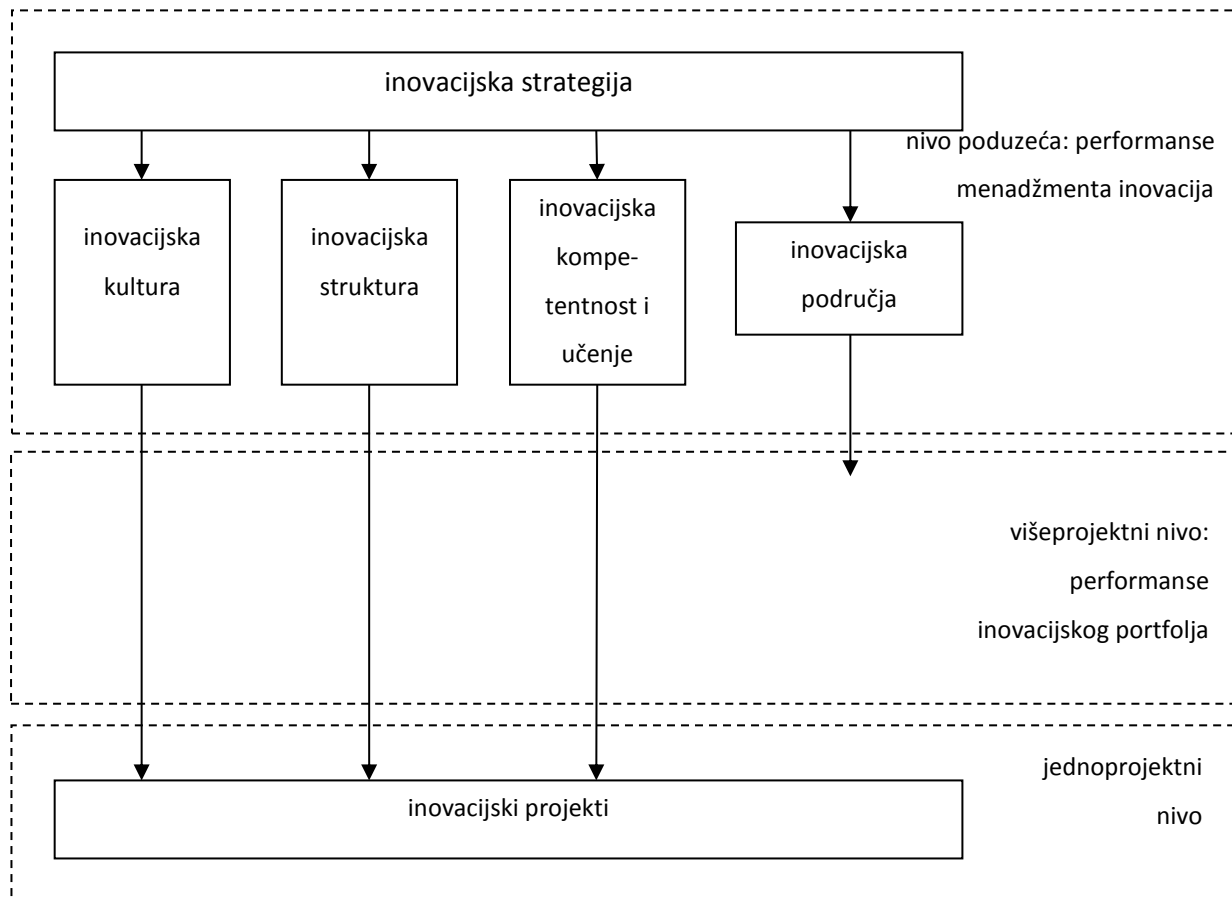 inovacijska strategija
nivo poduzeća: performanse
menadžmenta inovacija
inovacijska
kultura
inovacijska
struktura
inovacijska
kompe-
tentnost i
učenje
inovacijska
područja
višeprojektni nivo:
performanse
inovacijskog portfolja
jednoprojektni
nivo
inovacijski projekti